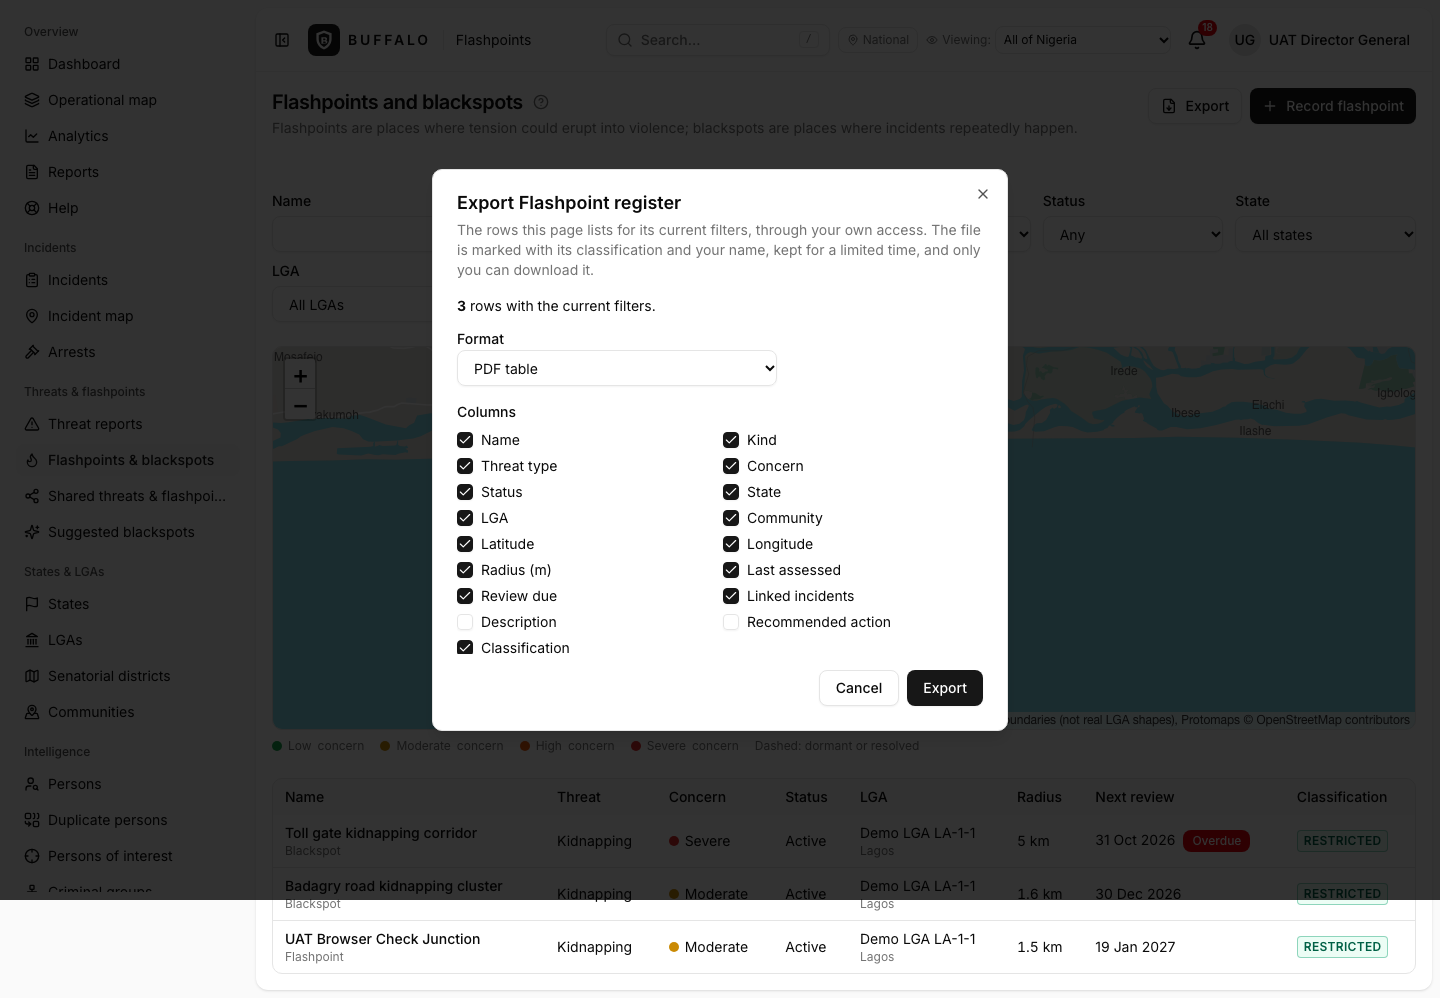 Overview
Dashboard
Operational map
Analytics
Reports
Help
Incidents
Incidents
Incident map
Arrests
Threats & flashpoints
Threat reports
Flashpoints & blackspots
Shared threats & flashpoi...
Suggested blackspots
States & LGAs
States
LGAs
Senatorial districts
Communities
Intelligence
Persons
Duplicate persons
Persons of interest
Criminal groups
BUFFALO
Flashpoints
Search...
/
National
Viewing:
All of Nigeria
18
UG
UAT Director General
Flashpoints and blackspots
Flashpoints are places where tension could erupt into violence; blackspots are places where incidents repeatedly happen.
Export
Record flashpoint
Name
Status
State
Any
All states
LGA
All LGAs
Export Flashpoint register
The rows this page lists for its current filters, through your own access. The file
is marked with its classification and your name, kept for a limited time, and only
you can download it.
3 rows with the current filters.
Format
PDF table
Columns
Name
Kind
Threat type
Concern
Status
State
LGA
Community
Latitude
Longitude
Radius (m)
Last assessed
Review due
Linked incidents
Description
Recommended action
Classification
Cancel
Export
+
−
Mosafejo
rakumoh
Irede
Igbolog
Ibese
Elachi
Ilashe
oundaries (not real LGA shapes), Protomaps © OpenStreetMap contributors
Low concern
Moderate concern
High concern
Severe concern
Dashed: dormant or resolved
Name Threat Concern Status LGA Radius Next review Classification
Toll gate kidnapping corridor Kidnapping Severe Active Demo LGA LA-1-1 5 km 31 Oct 2026 Overdue RESTRICTED
Blackspot Lagos
Badagry road kidnapping cluster Kidnapping Moderate Active Demo LGA LA-1-1 1.6 km 30 Dec 2026 RESTRICTED
Blackspot Lagos
UAT Browser Check Junction Kidnapping Moderate Active Demo LGA LA-1-1 1.5 km 19 Jan 2027 RESTRICTED
Flashpoint Lagos